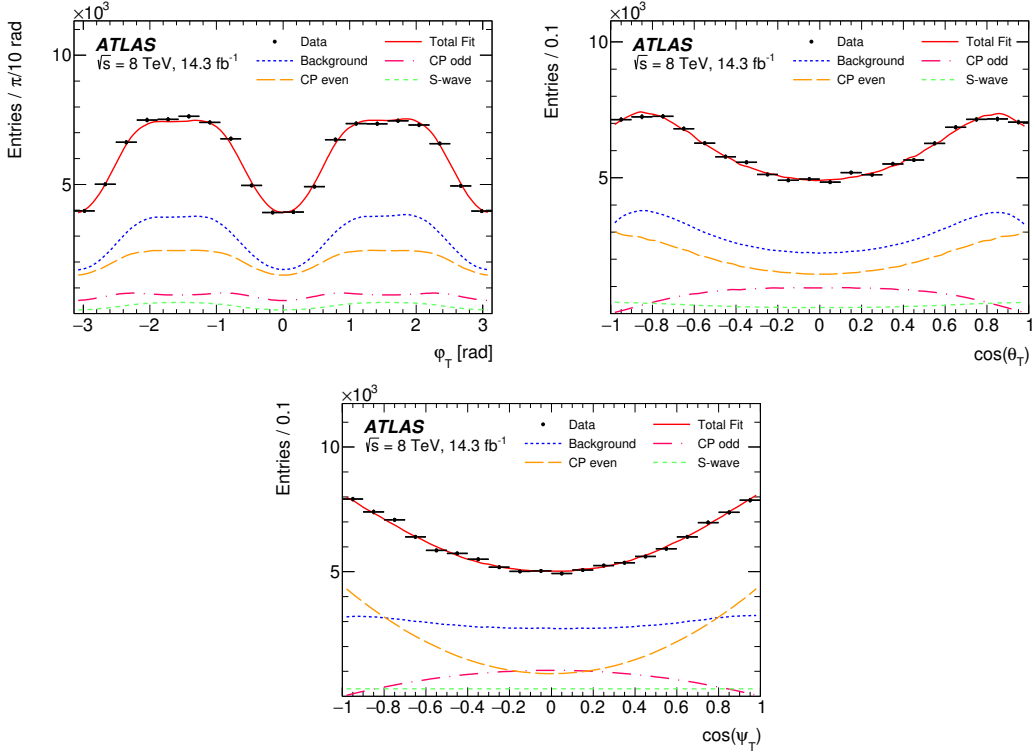 ×10³
Entries / π/10 rad
10
5
ATLAS
√s = 8 TeV, 14.3 fb⁻¹
Data
Background
CP even
Total Fit
CP odd
S-wave
−3 −2 −1 0 1 2 3
φ_T [rad]
×10³
Entries / 0.1
10
5
ATLAS
√s = 8 TeV, 14.3 fb⁻¹
Data
Background
CP even
Total Fit
CP odd
S-wave
−1 −0.8 −0.6 −0.4 −0.2 0 0.2 0.4 0.6 0.8 1
cos(θ_T)
×10³
Entries / 0.1
10
5
ATLAS
√s = 8 TeV, 14.3 fb⁻¹
Data
Background
CP even
Total Fit
CP odd
S-wave
−1 −0.8 −0.6 −0.4 −0.2 0 0.2 0.4 0.6 0.8 1
cos(ψ_T)